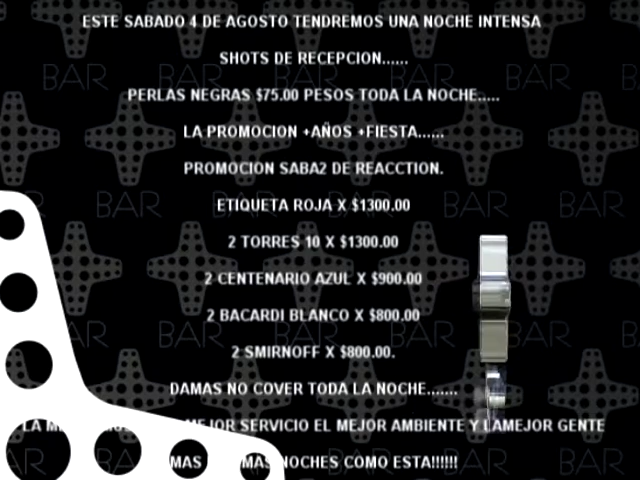 ESTE SABADO 4 DE AGOSTO TENDREMOS UNA NOCHE INTENSA
SHOTS DE RECEPCION......
PERLAS NEGRAS $75.00 PESOS TODA LA NOCHE.....
LA PROMOCION +AÑOS +FIESTA......
PROMOCION SABA2 DE REACCTION.
ETIQUETA ROJA X $1300.00
2 TORRES 10 X $1300.00
2 CENTENARIO AZUL X $900.00
2 BACARDI BLANCO X $800.00
2 SMIRNOFF X $800.00.
DAMAS NO COVER TODA LA NOCHE.......
LA SERVICIO EL MEJOR AMBIENTE Y LAMEJOR GENTE
MAS NOCHES COMO ESTA!!!!!!